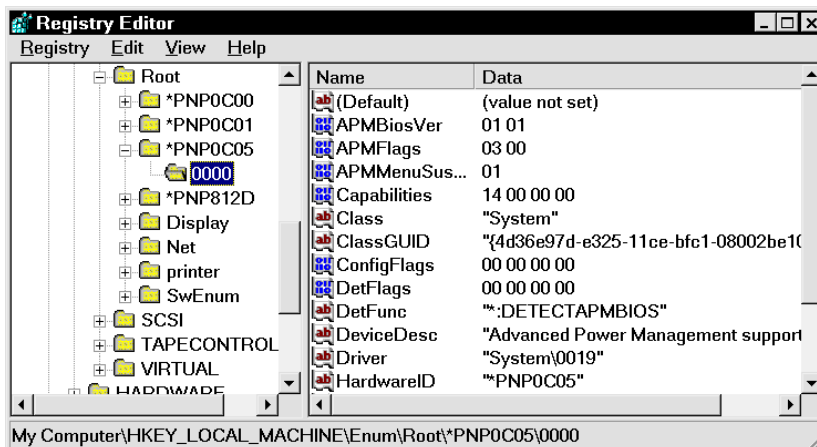 Registry Editor
Registry Edit View Help
Root
*PNP0C00
*PNP0C01
*PNP0C05
0000
*PNP812D
Display
Net
printer
SwEnum
SCSI
TAPECONTROL
VIRTUAL
HARDWARE
Name Data
(Default) (value not set)
APMBiosVer 01 01
APMFlags 03 00
APMMenuSus... 01
Capabilities 14 00 00 00
Class "System"
ClassGUID "{4d36e97d-e325-11ce-bfc1-08002be10
ConfigFlags 00 00 00 00
DetFlags 00 00 00 00
DetFunc "*:DETECTAPMBIOS"
DeviceDesc "Advanced Power Management support
Driver "System\0019"
HardwareID "*PNP0C05"
My Computer\HKEY_LOCAL_MACHINE\Enum\Root\*PNP0C05\0000